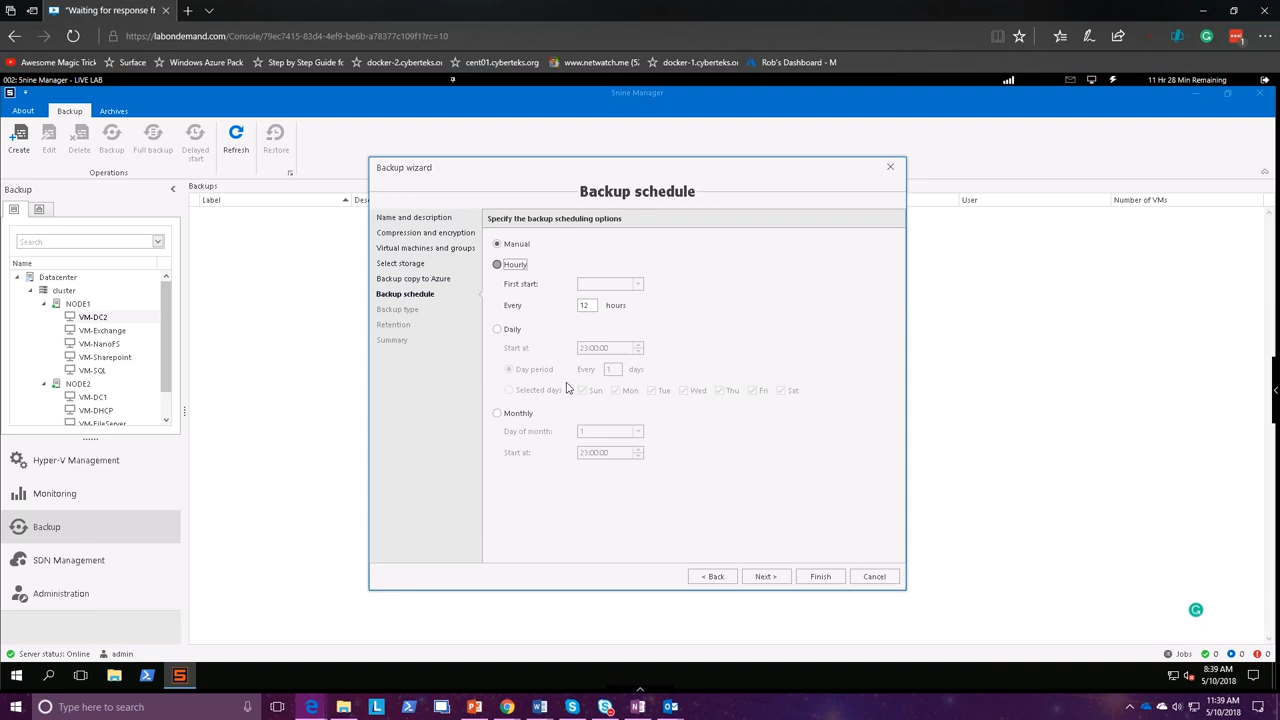 "Waiting for response fr
https://labondemand.com/Console/79ec7415-83d4-4ef9-be6b-a78377c109f1?rc=10
Awesome Magic Trick
Surface
Windows Azure Pack
Step by Step Guide fo
docker-2.cyberteks.co
cent01.cyberteks.org
www.netwatch.me (52
docker-1.cyberteks.or
Rob's Dashboard - M
002: 5nine Manager - LIVE LAB
11 Hr 28 Min Remaining
5nine Manager
About
Backup
Archives
Create
Edit
Delete
Backup
Full backup
Delayed start
Refresh
Restore
Operations
Backup
Backups
Label
Des
User
Number of VMs
Search
Name
Datacenter
cluster
NODE1
VM-DC2
VM-Exchange
VM-NanoFS
VM-Sharepoint
VM-SQL
NODE2
VM-DC1
VM-DHCP
VM-FileServer
Hyper-V Management
Monitoring
Backup
SDN Management
Administration
Backup wizard
Backup schedule
Name and description
Compression and encryption
Virtual machines and groups
Select storage
Backup copy to Azure
Backup schedule
Backup type
Retention
Summary
Specify the backup scheduling options
Manual
Hourly
First start:
Every 12 hours
Daily
Start at 23:00:00
Day period Every 1 days
Selected days Sun Mon Tue Wed Thu Fri Sat
Monthly
Day of month: 1
Start at: 23:00:00
< Back
Next >
Finish
Cancel
Server status: Online
admin
Jobs 0 0 0
8:39 AM
5/10/2018
Type here to search
11:39 AM
5/10/2018